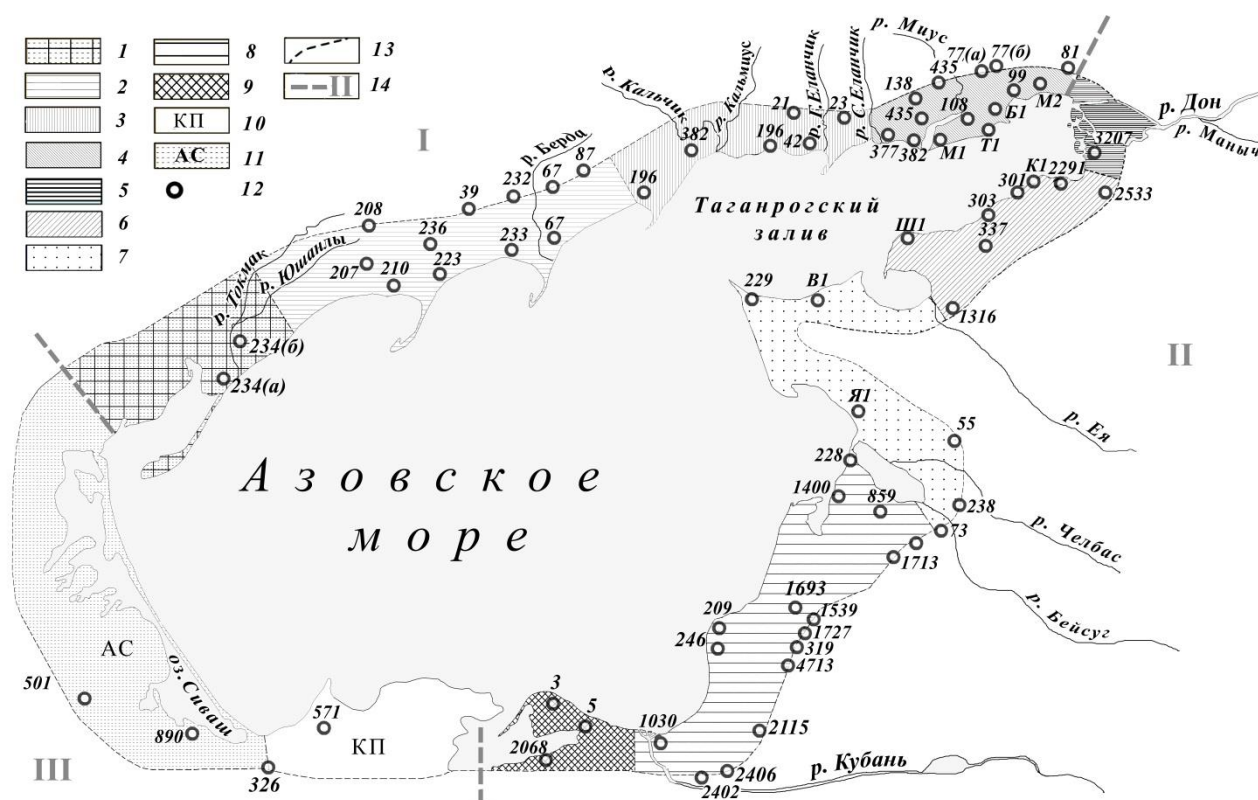 1
8
13
2
9
II
14
3
КП
10
4
АС
11
5
12
6
7
I
II
III
р. Миус
77(а)
77(б)
81
435
99
138
435
108
М2
Б1
р. Дон
р. Маныч
р. Кальчик
р. Кальмиус
21
р. Г.Еланчик
23
р. С.Еланчик
382
196
42
377
382
М1
Т1
3207
р. Берда
87
67
232
39
196
301
К1
2291
2533
Таганрогский
залив
303
208
236
Ш1
337
р. Токмак
р. Юшанлы
207
210
223
233
67
229
В1
1316
234(б)
234(а)
р. Ея
Я1
55
Азовское
море
228
1400
859
238
73
р. Челбас
1713
1693
1539
209
1727
р. Бейсуг
246
319
4713
АС
501
оз. Сиваш
890
571
КП
326
3
5
2068
1030
2115
2406
2402
р. Кубань